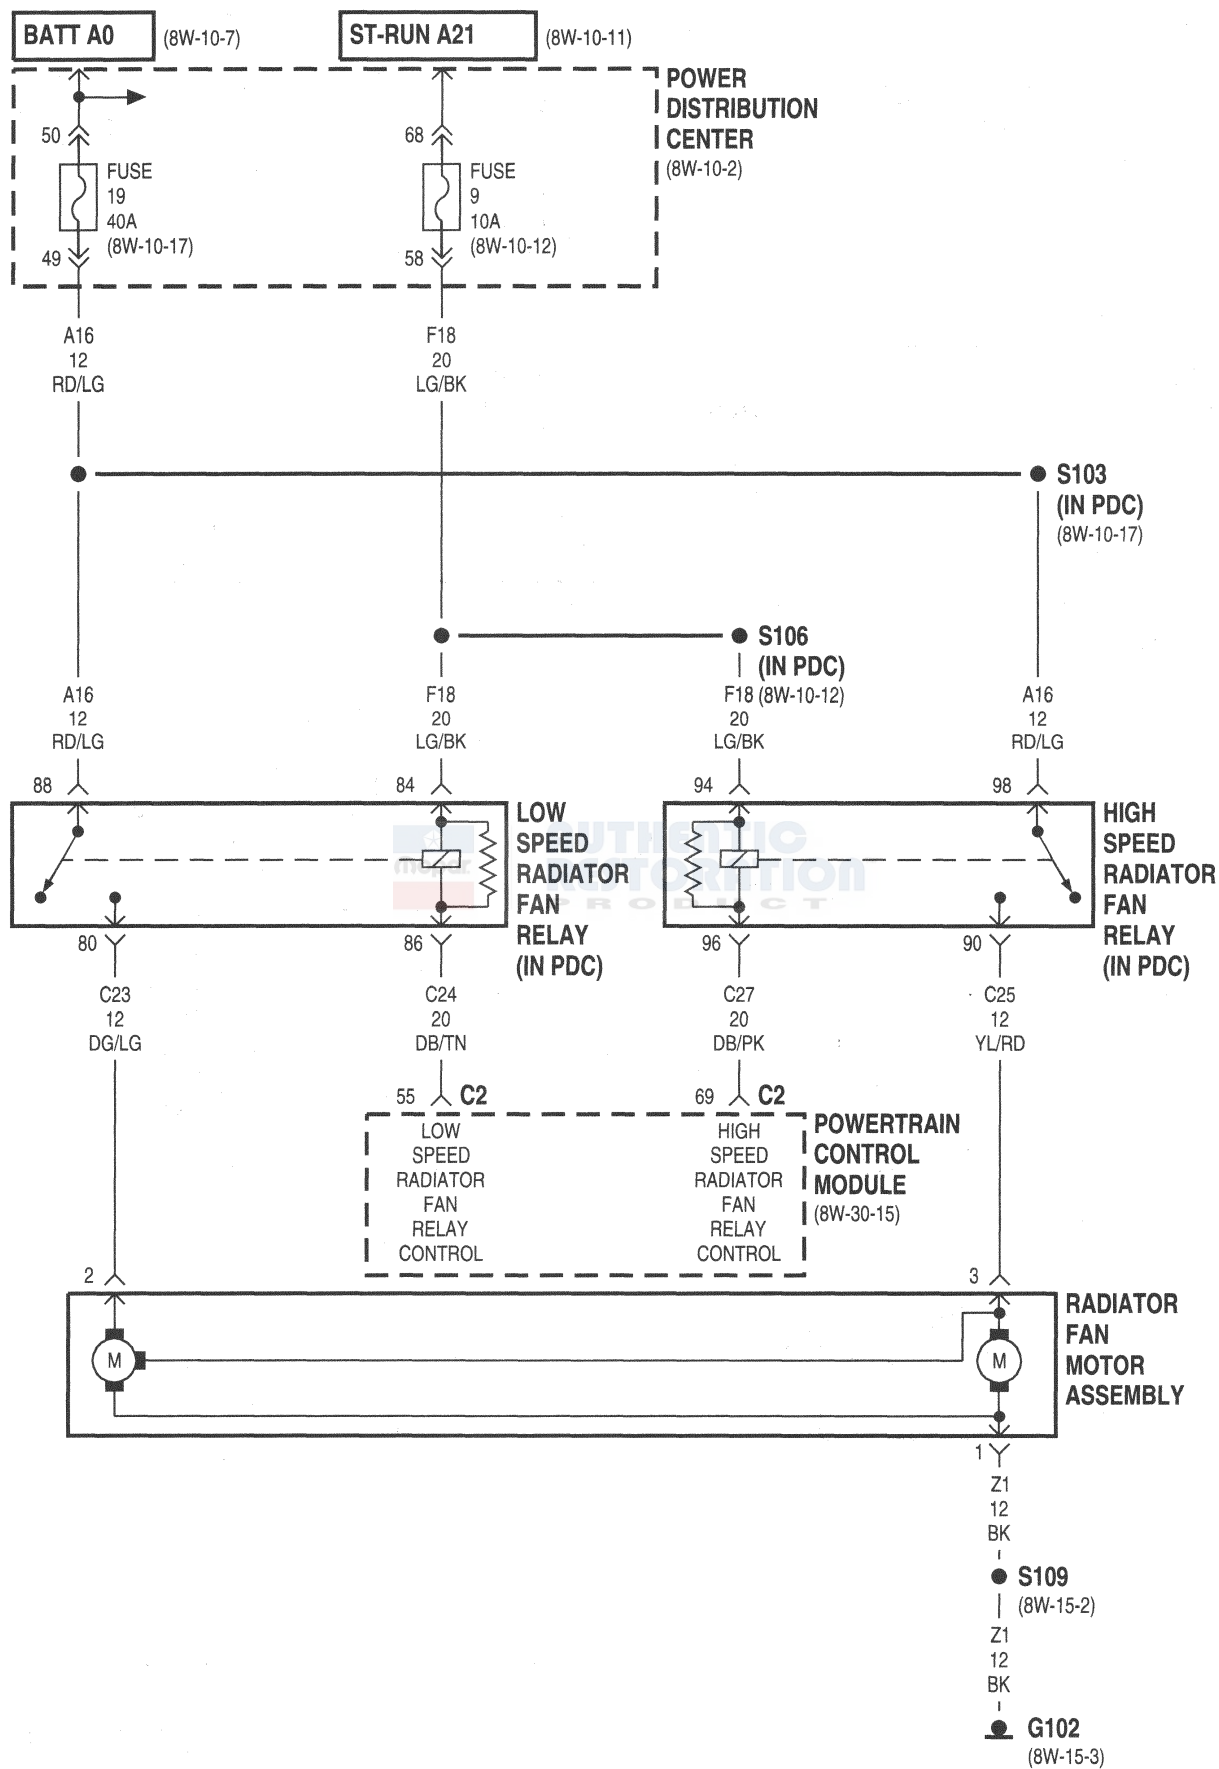 BATT A0 (8W-10-7)
ST-RUN A21 (8W-10-11)
POWER
DISTRIBUTION
CENTER
(8W-10-2)
50
FUSE
19
40A
(8W-10-17)
49
68
FUSE
9
10A
(8W-10-12)
58
A16
12
RD/LG
F18
20
LG/BK
S103
(IN PDC)
(8W-10-17)
S106
(IN PDC)
(8W-10-12)
A16
12
RD/LG
88
F18
20
LG/BK
84
F18
20
LG/BK
94
A16
12
RD/LG
98
LOW
SPEED
RADIATOR
FAN
RELAY
(IN PDC)
HIGH
SPEED
RADIATOR
FAN
RELAY
(IN PDC)
mopar
AUTHENTIC
RESTORATION
PRODUCT
80
C23
12
DG/LG
86
C24
20
DB/TN
96
C27
20
DB/PK
90
C25
12
YL/RD
55 C2
69 C2
LOW
SPEED
RADIATOR
FAN
RELAY
CONTROL
HIGH
SPEED
RADIATOR
FAN
RELAY
CONTROL
POWERTRAIN
CONTROL
MODULE
(8W-30-15)
2
3
M
M
RADIATOR
FAN
MOTOR
ASSEMBLY
1
Z1
12
BK
S109
(8W-15-2)
Z1
12
BK
G102
(8W-15-3)